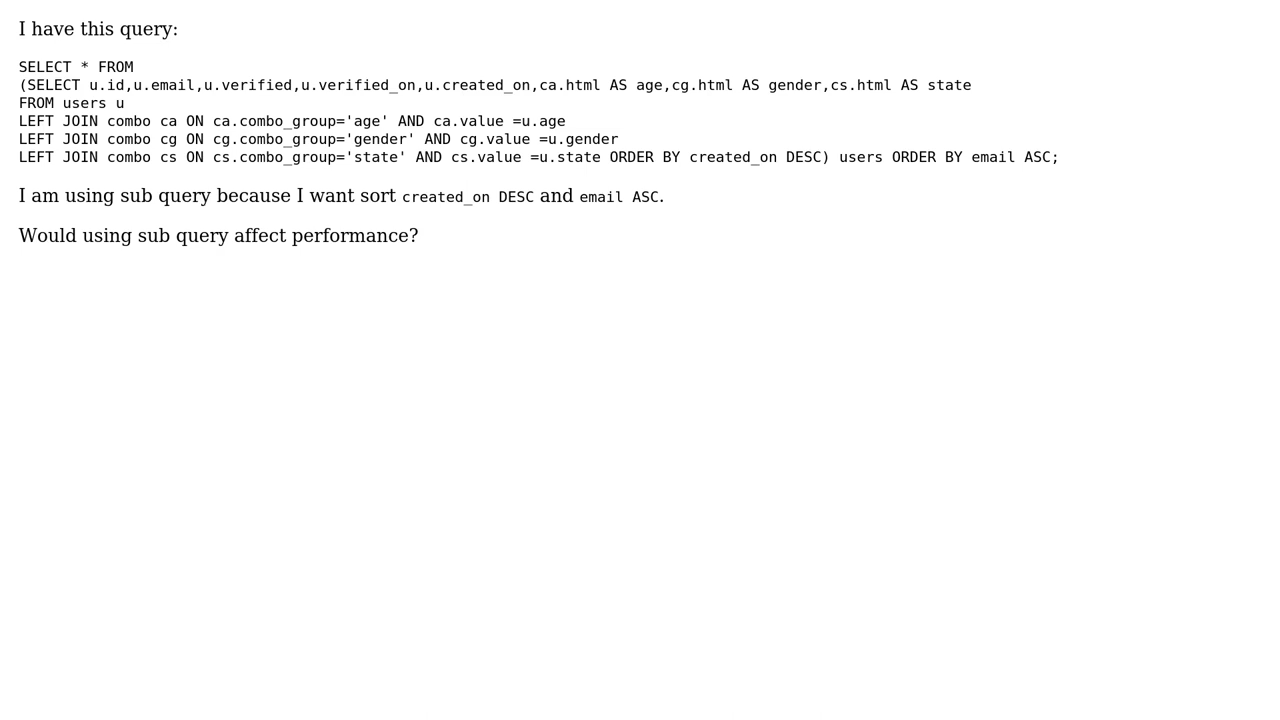 I have this query:
SELECT * FROM
(SELECT u.id,u.email,u.verified,u.verified_on,u.created_on,ca.html AS age,cg.html AS gender,cs.html AS state
FROM users u
LEFT JOIN combo ca ON ca.combo_group='age' AND ca.value =u.age
LEFT JOIN combo cg ON cg.combo_group='gender' AND cg.value =u.gender
LEFT JOIN combo cs ON cs.combo_group='state' AND cs.value =u.state ORDER BY created_on DESC) users ORDER BY email ASC;
I am using sub query because I want sort created_on DESC and email ASC.
Would using sub query affect performance?